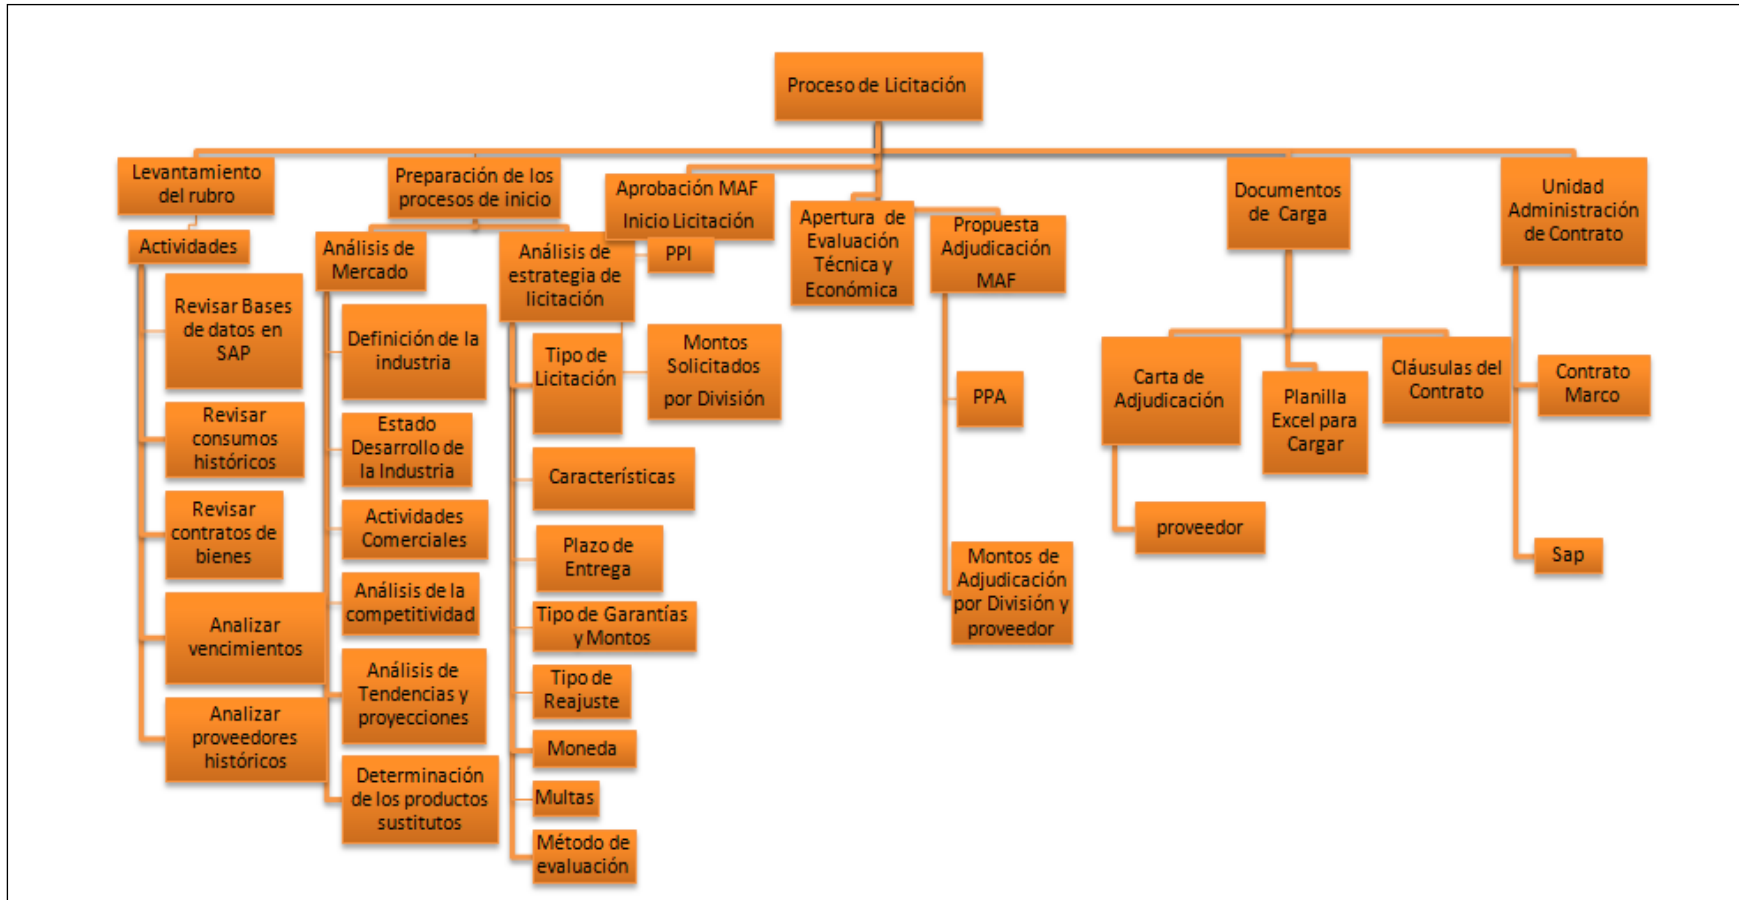 Proceso de Licitación
Levantamiento
del rubro
Actividades
Revisar Bases
de datos en
SAP
Revisar
consumos
históricos
Revisar
contratos de
bienes
Analizar
vencimientos
Analizar
proveedores
históricos
Preparación de los
procesos de inicio
Análisis de
Mercado
Definición de la
industria
Estado
Desarrollo de
la Industria
Actividades
Comerciales
Análisis de la
competitividad
Análisis de
Tendencias y
proyecciones
Determinación
de los productos
sustitutos
Análisis de
estrategia de
licitación
Tipo de
Licitación
Características
Plazo de
Entrega
Tipo de Garantías
y Montos
Tipo de
Reajuste
Moneda
Multas
Método de
evaluación
Aprobación MAF
Inicio Licitación
PPI
Montos
Solicitados
por División
Apertura de
Evaluación
Técnica y
Económica
Propuesta
Adjudicación
MAF
PPA
Montos de
Adjudicación
por División y
proveedor
Documentos
de Carga
Carta de
Adjudicación
proveedor
Planilla
Excel para
Cargar
Cláusulas del
Contrato
Unidad
Administración
de Contrato
Contrato
Marco
Sap